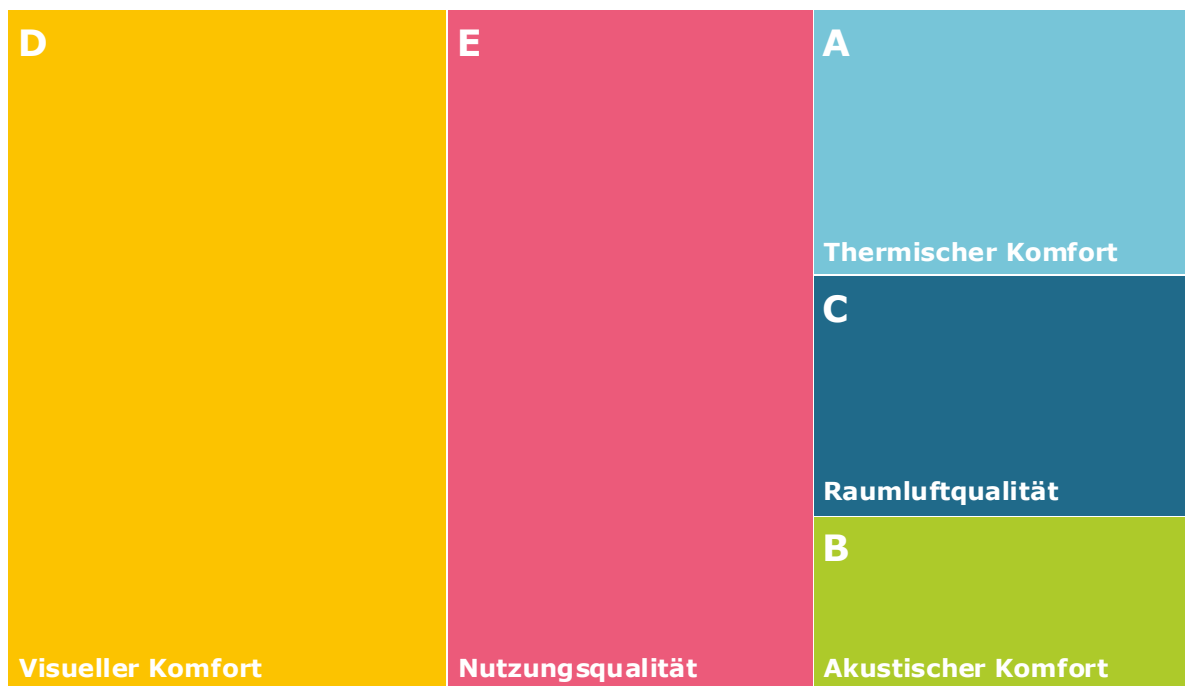 D
Visueller Komfort
E
Nutzungsqualität
A
Thermischer Komfort
C
Raumluftqualität
B
Akustischer Komfort